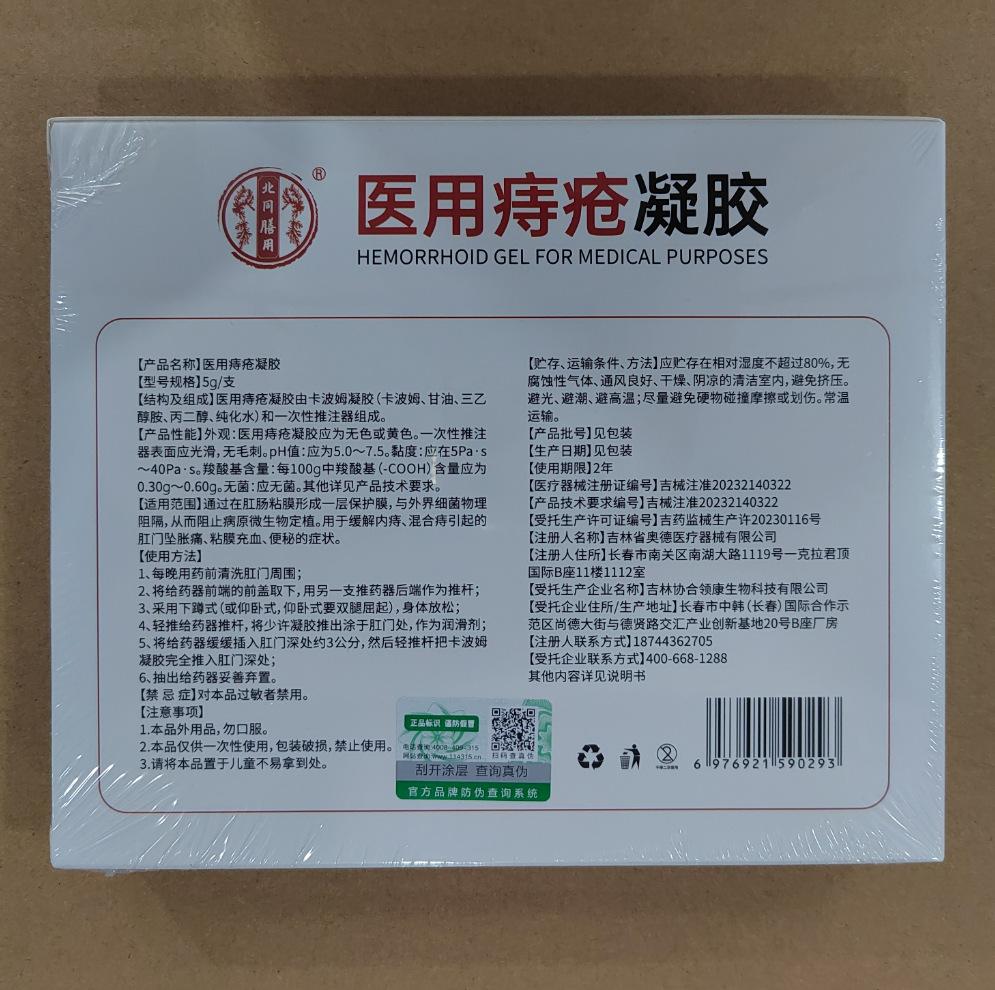 北同膳用
®
医用痔疮凝胶
HEMORRHOID GEL FOR MEDICAL PURPOSES
【产品名称】医用痔疮凝胶
【型号规格】5g/支
【结构及组成】医用痔疮凝胶由卡波姆凝胶(卡波姆、甘油、三乙
醇胺、丙二醇、纯化水)和一次性推注器组成。
【产品性能】外观:医用痔疮凝胶应为无色或黄色。一次性推注
器表面应光滑,无毛刺。pH值:应为5.0~7.5。黏度:应在5Pa·s
~40Pa·s。羧酸基含量:每100g中羧酸基(-COOH)含量应为
0.30g~0.60g。无菌:应无菌。其他详见产品技术要求。
【适用范围】通过在肛肠粘膜形成一层保护膜,与外界细菌物理
阻隔,从而阻止病原微生物定植。用于缓解内痔、混合痔引起的
肛门坠胀痛、粘膜充血、便秘的症状。
【使用方法】
1、每晚用药前清洗肛门周围;
2、将给药器前端的前盖取下,用另一支推药器后端作为推杆;
3、采用下蹲式(或仰卧式,仰卧式要双腿屈起),身体放松;
4、轻推给药器推杆,将少许凝胶推出涂于肛门处,作为润滑剂;
5、将给药器缓缓插入肛门深处约3公分,然后轻推杆把卡波姆
凝胶完全推入肛门深处;
6、抽出给药器妥善弃置。
【禁 忌 症】对本品过敏者禁用。
【注意事项】
1.本品外用品,勿口服。
2.本品仅供一次性使用,包装破损,禁止使用。
3.请将本品置于儿童不易拿到处。
【贮存、运输条件、方法】应贮存在相对湿度不超过80%,无
腐蚀性气体、通风良好、干燥、阴凉的清洁室内,避免挤压。
避光、避潮、避高温;尽量避免硬物碰撞摩擦或划伤。常温
运输。
【产品批号】见包装
【生产日期】见包装
【使用期限】2年
【医疗器械注册证编号】吉械注准20232140322
【产品技术要求编号】吉械注准20232140322
【受托生产许可证编号】吉药监械生产许20230116号
【注册人名称】吉林省奥德医疗器械有限公司
【注册人住所】长春市南关区南湖大路1119号一克拉君顶
国际B座11楼1112室
【受托生产企业名称】吉林协合领康生物科技有限公司
【受托企业住所/生产地址】长春市中韩(长春)国际合作示
范区尚德大街与德贤路交汇产业创新基地20号B座厂房
【注册人联系方式】18744362705
【受托企业联系方式】400-668-1288
其他内容详见说明书
正品标识 谨防假冒
电话查询:4008-409-315
网站查询:www.114315.cn
扫码查真伪
刮开涂层 查询真伪
官方品牌防伪查询系统
6 976921 590293